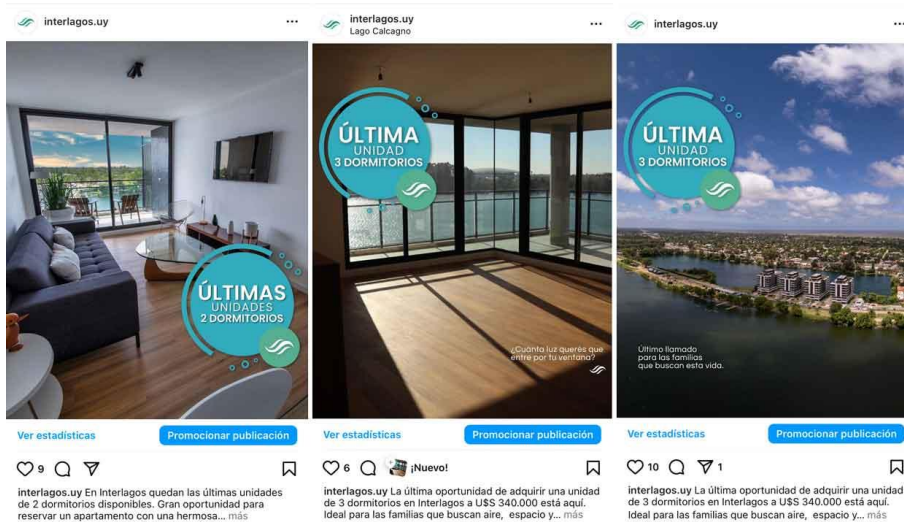 interlagos.uy
ÚLTIMAS
UNIDADES
2 DORMITORIOS
Ver estadísticas
Promocionar publicación
9
interlagos.uy En Interlagos quedan las últimas unidades
de 2 dormitorios disponibles. Gran oportunidad para
reservar un apartamento con una hermosa... más
interlagos.uy
Lago Calcagno
ÚLTIMA
UNIDAD
3 DORMITORIOS
¿Cuánta luz querés que
entre por tu ventana?
Ver estadísticas
Promocionar publicación
6
¡Nuevo!
interlagos.uy La última oportunidad de adquirir una unidad
de 3 dormitorios en Interlagos a U$S 340.000 está aquí.
Ideal para las familias que buscan aire, espacio y... más
interlagos.uy
ÚLTIMA
UNIDAD
3 DORMITORIOS
Último llamado
para las familias
que buscan esta vida.
Ver estadísticas
Promocionar publicación
10
1
interlagos.uy La última oportunidad de adquirir una unidad
de 3 dormitorios en Interlagos a U$S 340.000 está aquí.
Ideal para las familias que buscan aire, espacio y... más